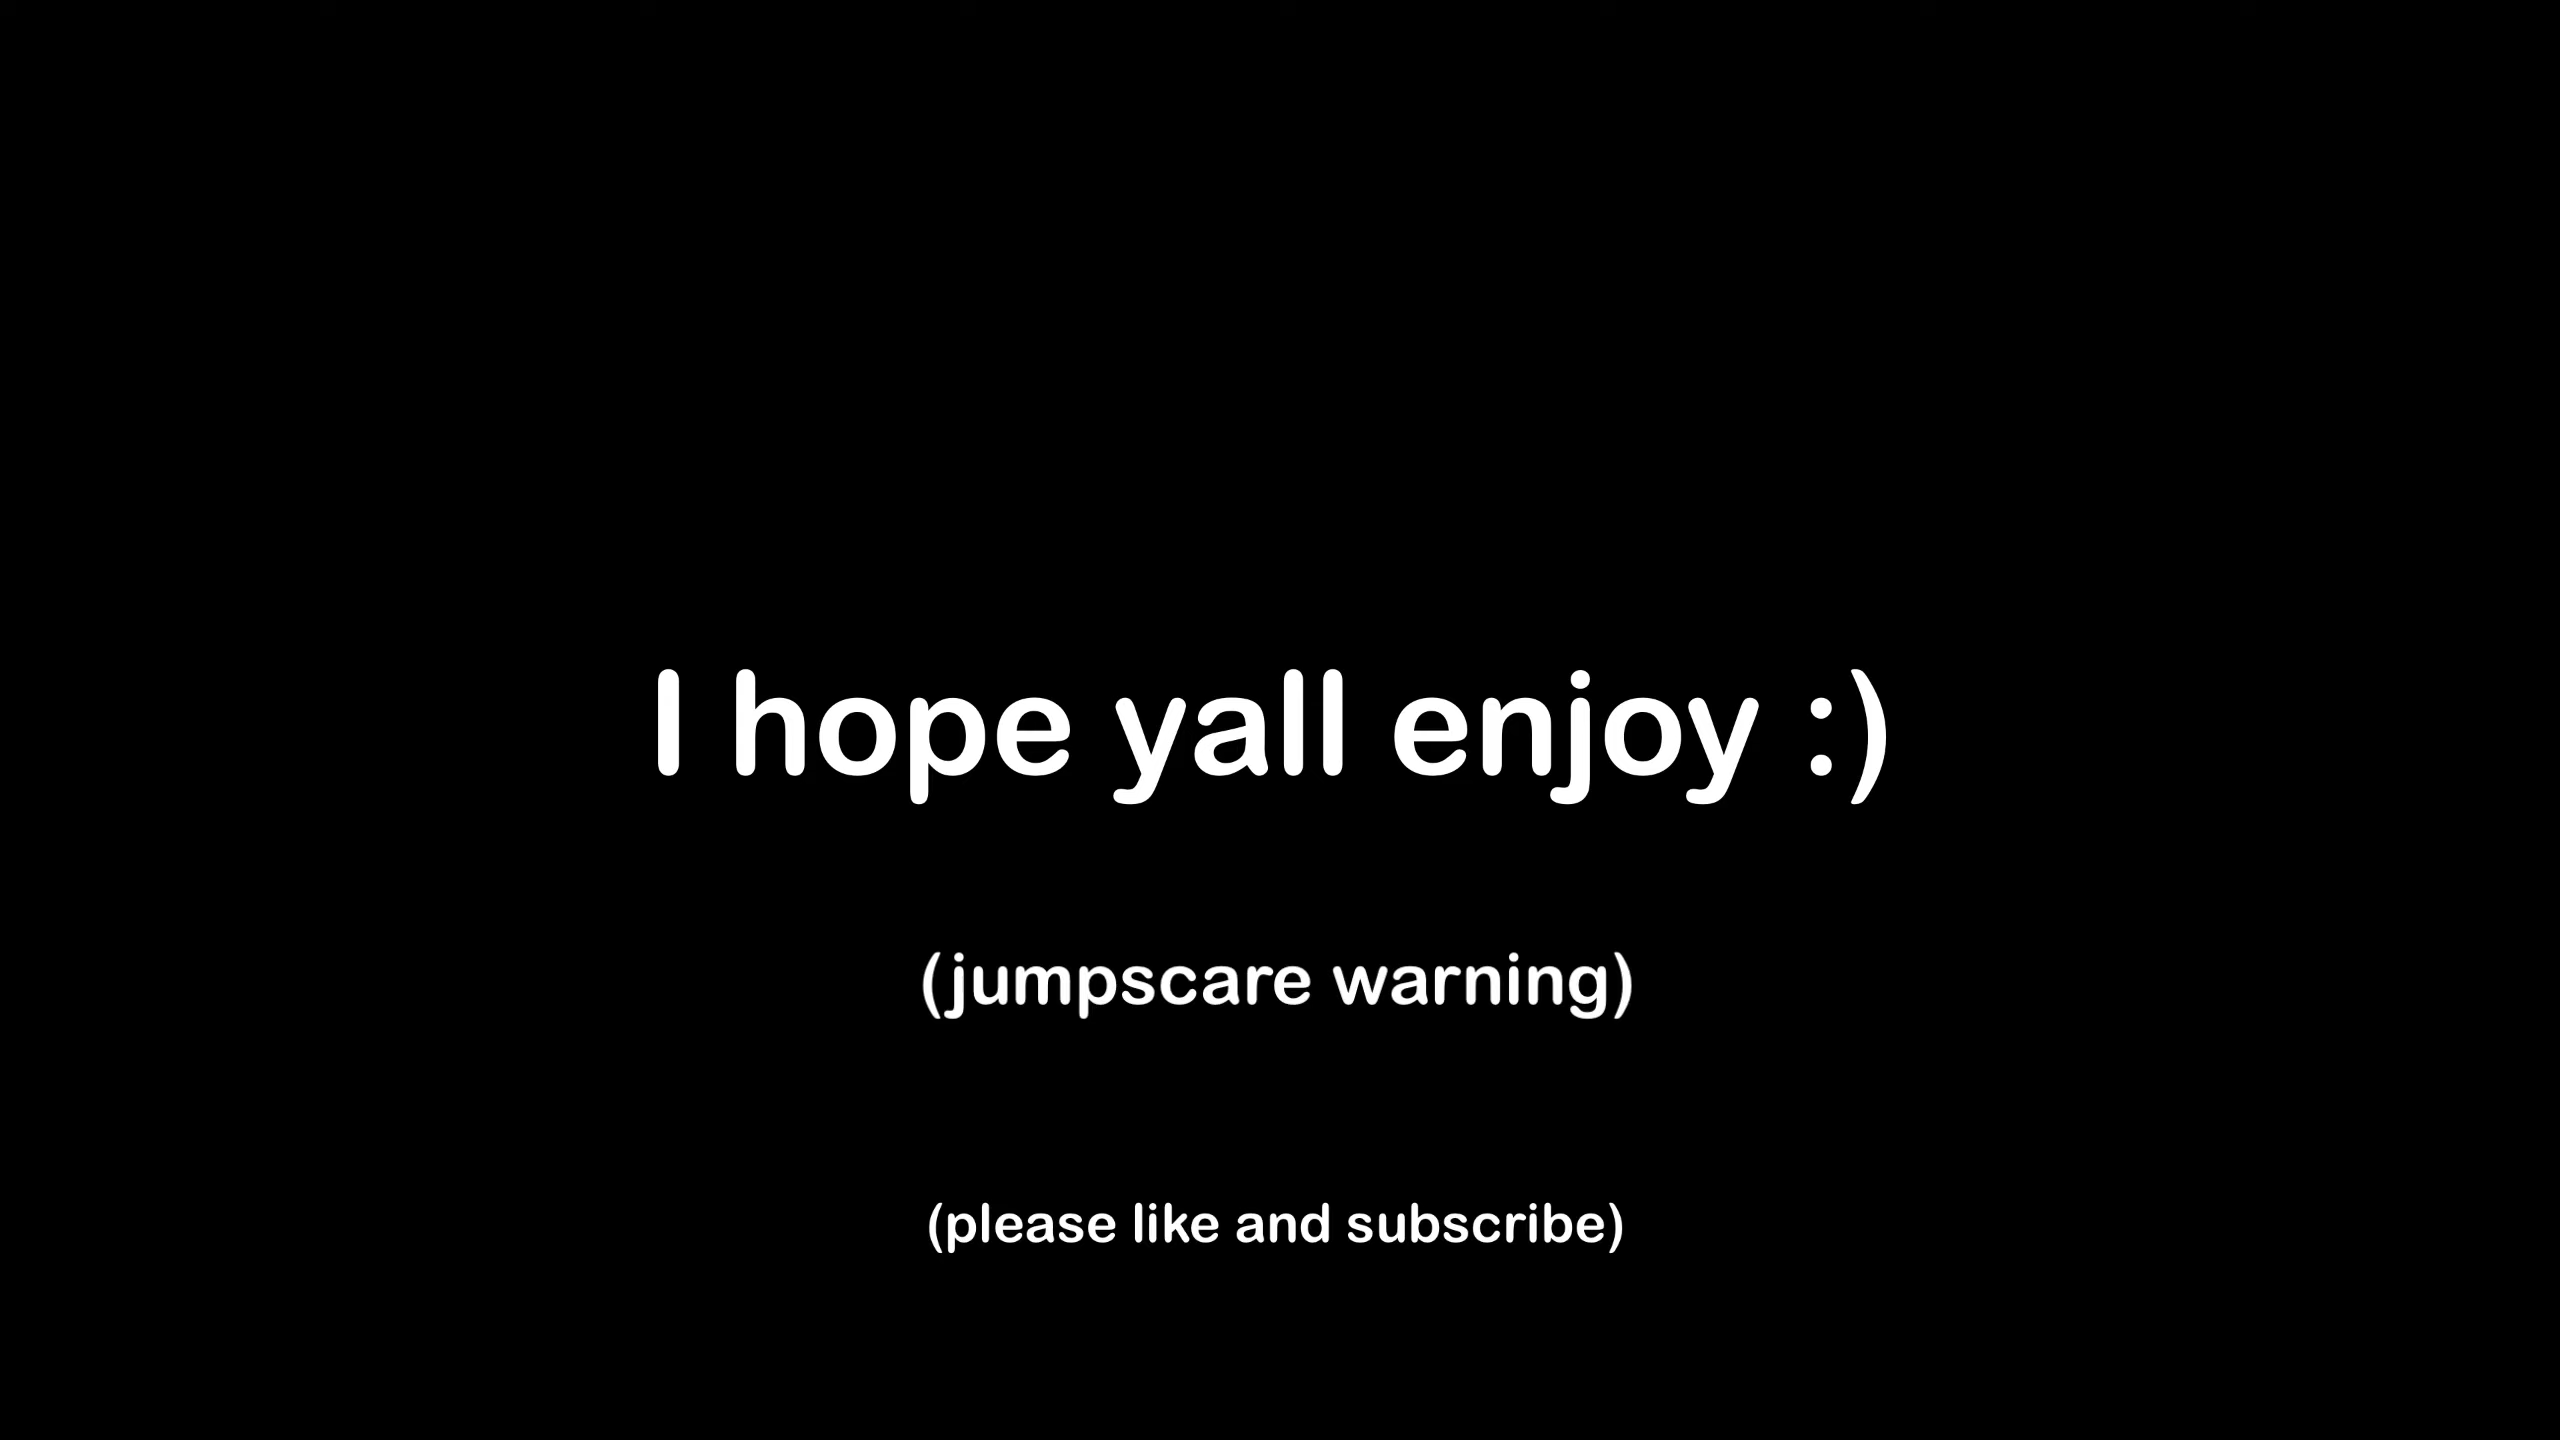 I hope yall enjoy :)
(jumpscare warning)
(please like and subscribe)